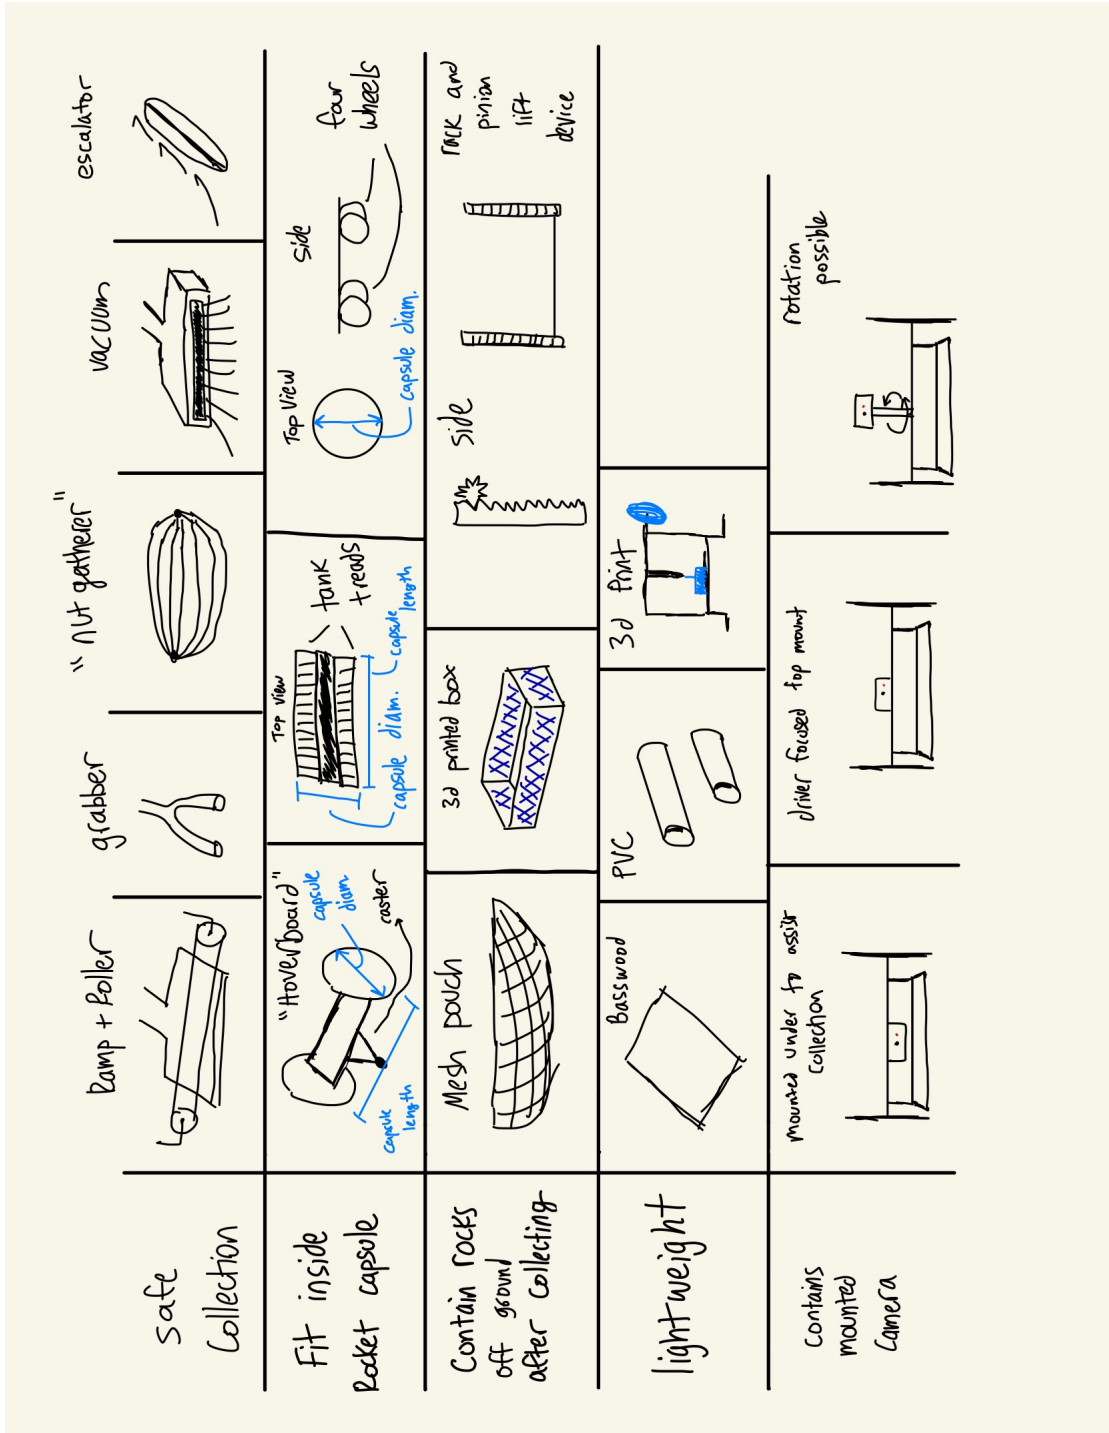 Safe
Collection
Ramp + Roller
grabber
"nut gatherer"
vacuum
escalator
Fit inside
Rocket capsule
"Hoverboard"
capsule
diam.
caster
capsule
length
Top View
tank
treads
capsule
length
capsule diam.
Top View
capsule diam.
Side
four
wheels
Contain rocks
off ground
after collecting
Mesh pouch
3d printed box
Side
rack and
pinian
lift
device
lightweight
Basswood
PVC
3d Print
Contains
mounted
Camera
mounted under to assist
Collection
driver focused top mount
rotation
possible